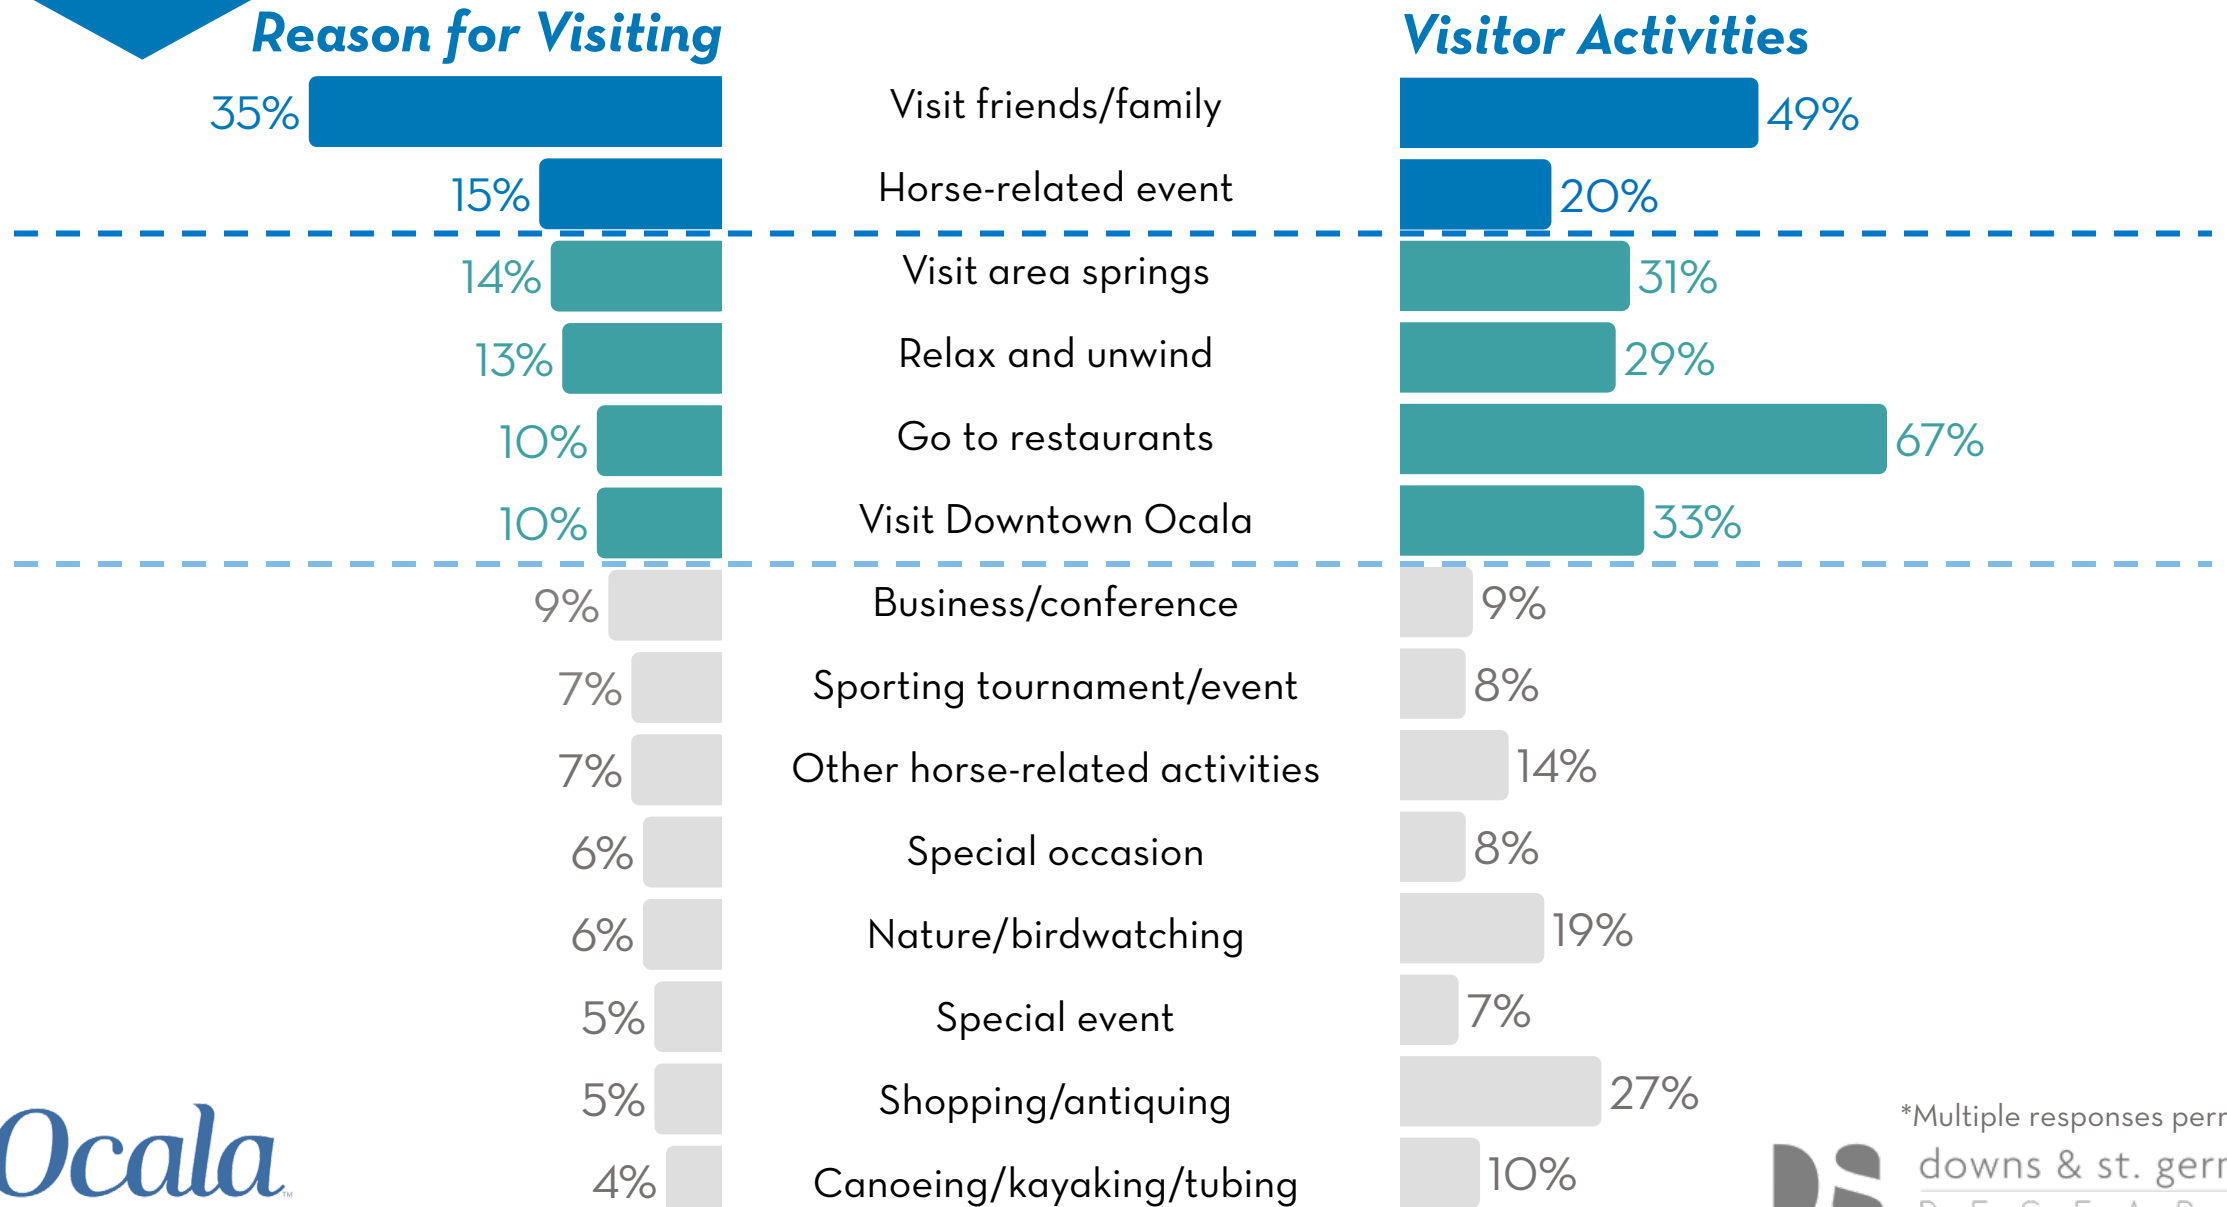 Reason for Visiting
Visitor Activities
35% Visit friends/family 49%
15% Horse-related event 20%
14% Visit area springs 31%
13% Relax and unwind 29%
10% Go to restaurants 67%
10% Visit Downtown Ocala 33%
9% Business/conference 9%
7% Sporting tournament/event 8%
7% Other horse-related activities 14%
6% Special occasion 8%
6% Nature/birdwatching 19%
5% Special event 7%
5% Shopping/antiquing 27%
4% Canoeing/kayaking/tubing 10%
*Multiple responses
Ocala™
DS
downs & st.